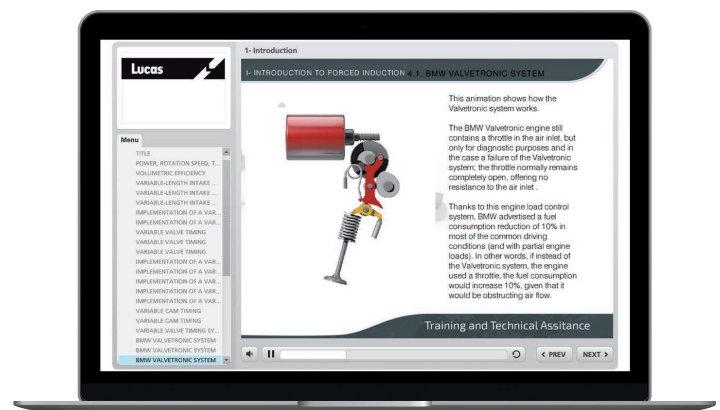 Lucas
1- Introduction
I- INTRODUCTION TO FORCED INDUCTION 4.1. BMW VALVETRONIC SYSTEM
Menu
TITLE
POWER, ROTATION SPEED, T...
VOLUMETRIC EFFICIENCY
VARIABLE-LENGTH INTAKE ...
VARIABLE-LENGTH INTAKE ...
VARIABLE-LENGTH INTAKE ...
IMPLEMENTATION OF A VAR...
IMPLEMENTATION OF A VAR...
VARIABLE VALVE TIMING
VARIABLE VALVE TIMING
VARIABLE VALVE TIMING
IMPLEMENTATION OF A VAR...
IMPLEMENTATION OF A VAR...
IMPLEMENTATION OF A VAR...
IMPLEMENTATION OF A VAR...
IMPLEMENTATION OF A VAR...
VARIABLE CAM TIMING
VARIABLE CAM TIMING
VARIABLE VALVE TIMING SY...
BMW VALVETRONIC SYSTEM
BMW VALVETRONIC SYSTEM
BMW VALVETRONIC SYSTEM
This animation shows how the
Valvetronic system works.
The BMW Valvetronic engine still
contains a throttle in the air inlet, but
only for diagnostic purposes and in
the case a failure of the Valvetronic
system; the throttle normally remains
completely open, offering no
resistance to the air inlet .
Thanks to this engine load control
system, BMW advertised a fuel
consumption reduction of 10% in
most of the common driving
conditions (and with partial engine
loads). In other words, if instead of
the Valvetronic system, the engine
used a throttle, the fuel consumption
would increase 10%, given that it
would be obstructing air flow.
Training and Technical Assitance
< PREV
NEXT >